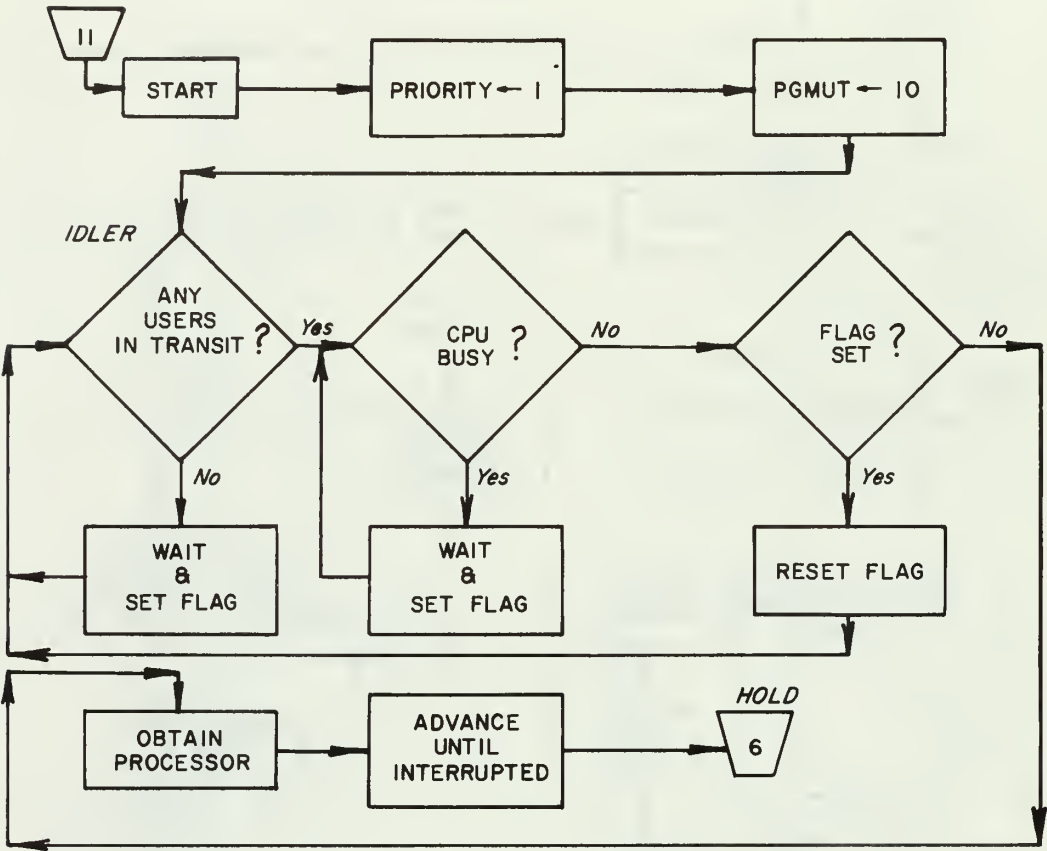 11
START
PRIORITY ← 1
PGMUT ← 10
IDLER
ANY
USERS
IN TRANSIT ?
Yes
CPU
BUSY ?
No
FLAG
SET ?
No
No
Yes
Yes
WAIT
&
SET FLAG
WAIT
&
SET FLAG
RESET FLAG
OBTAIN
PROCESSOR
ADVANCE
UNTIL
INTERRUPTED
HOLD
6